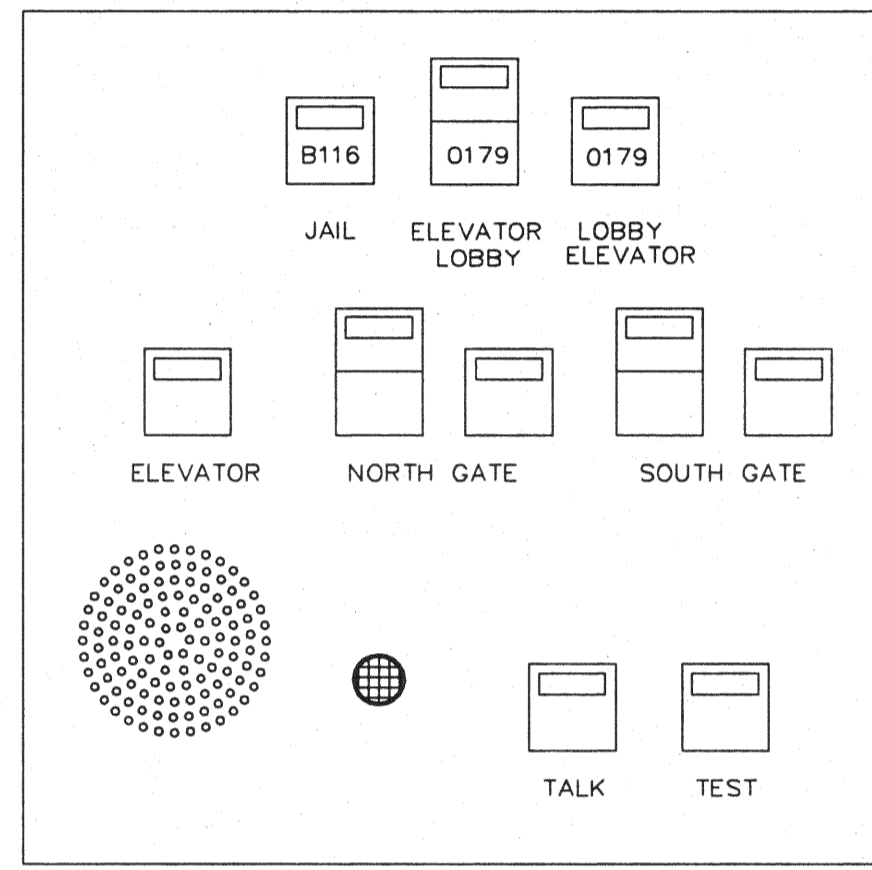 B116 0179 0179
JAIL ELEVATOR LOBBY
LOBBY ELEVATOR
ELEVATOR NORTH GATE SOUTH GATE
TALK TEST